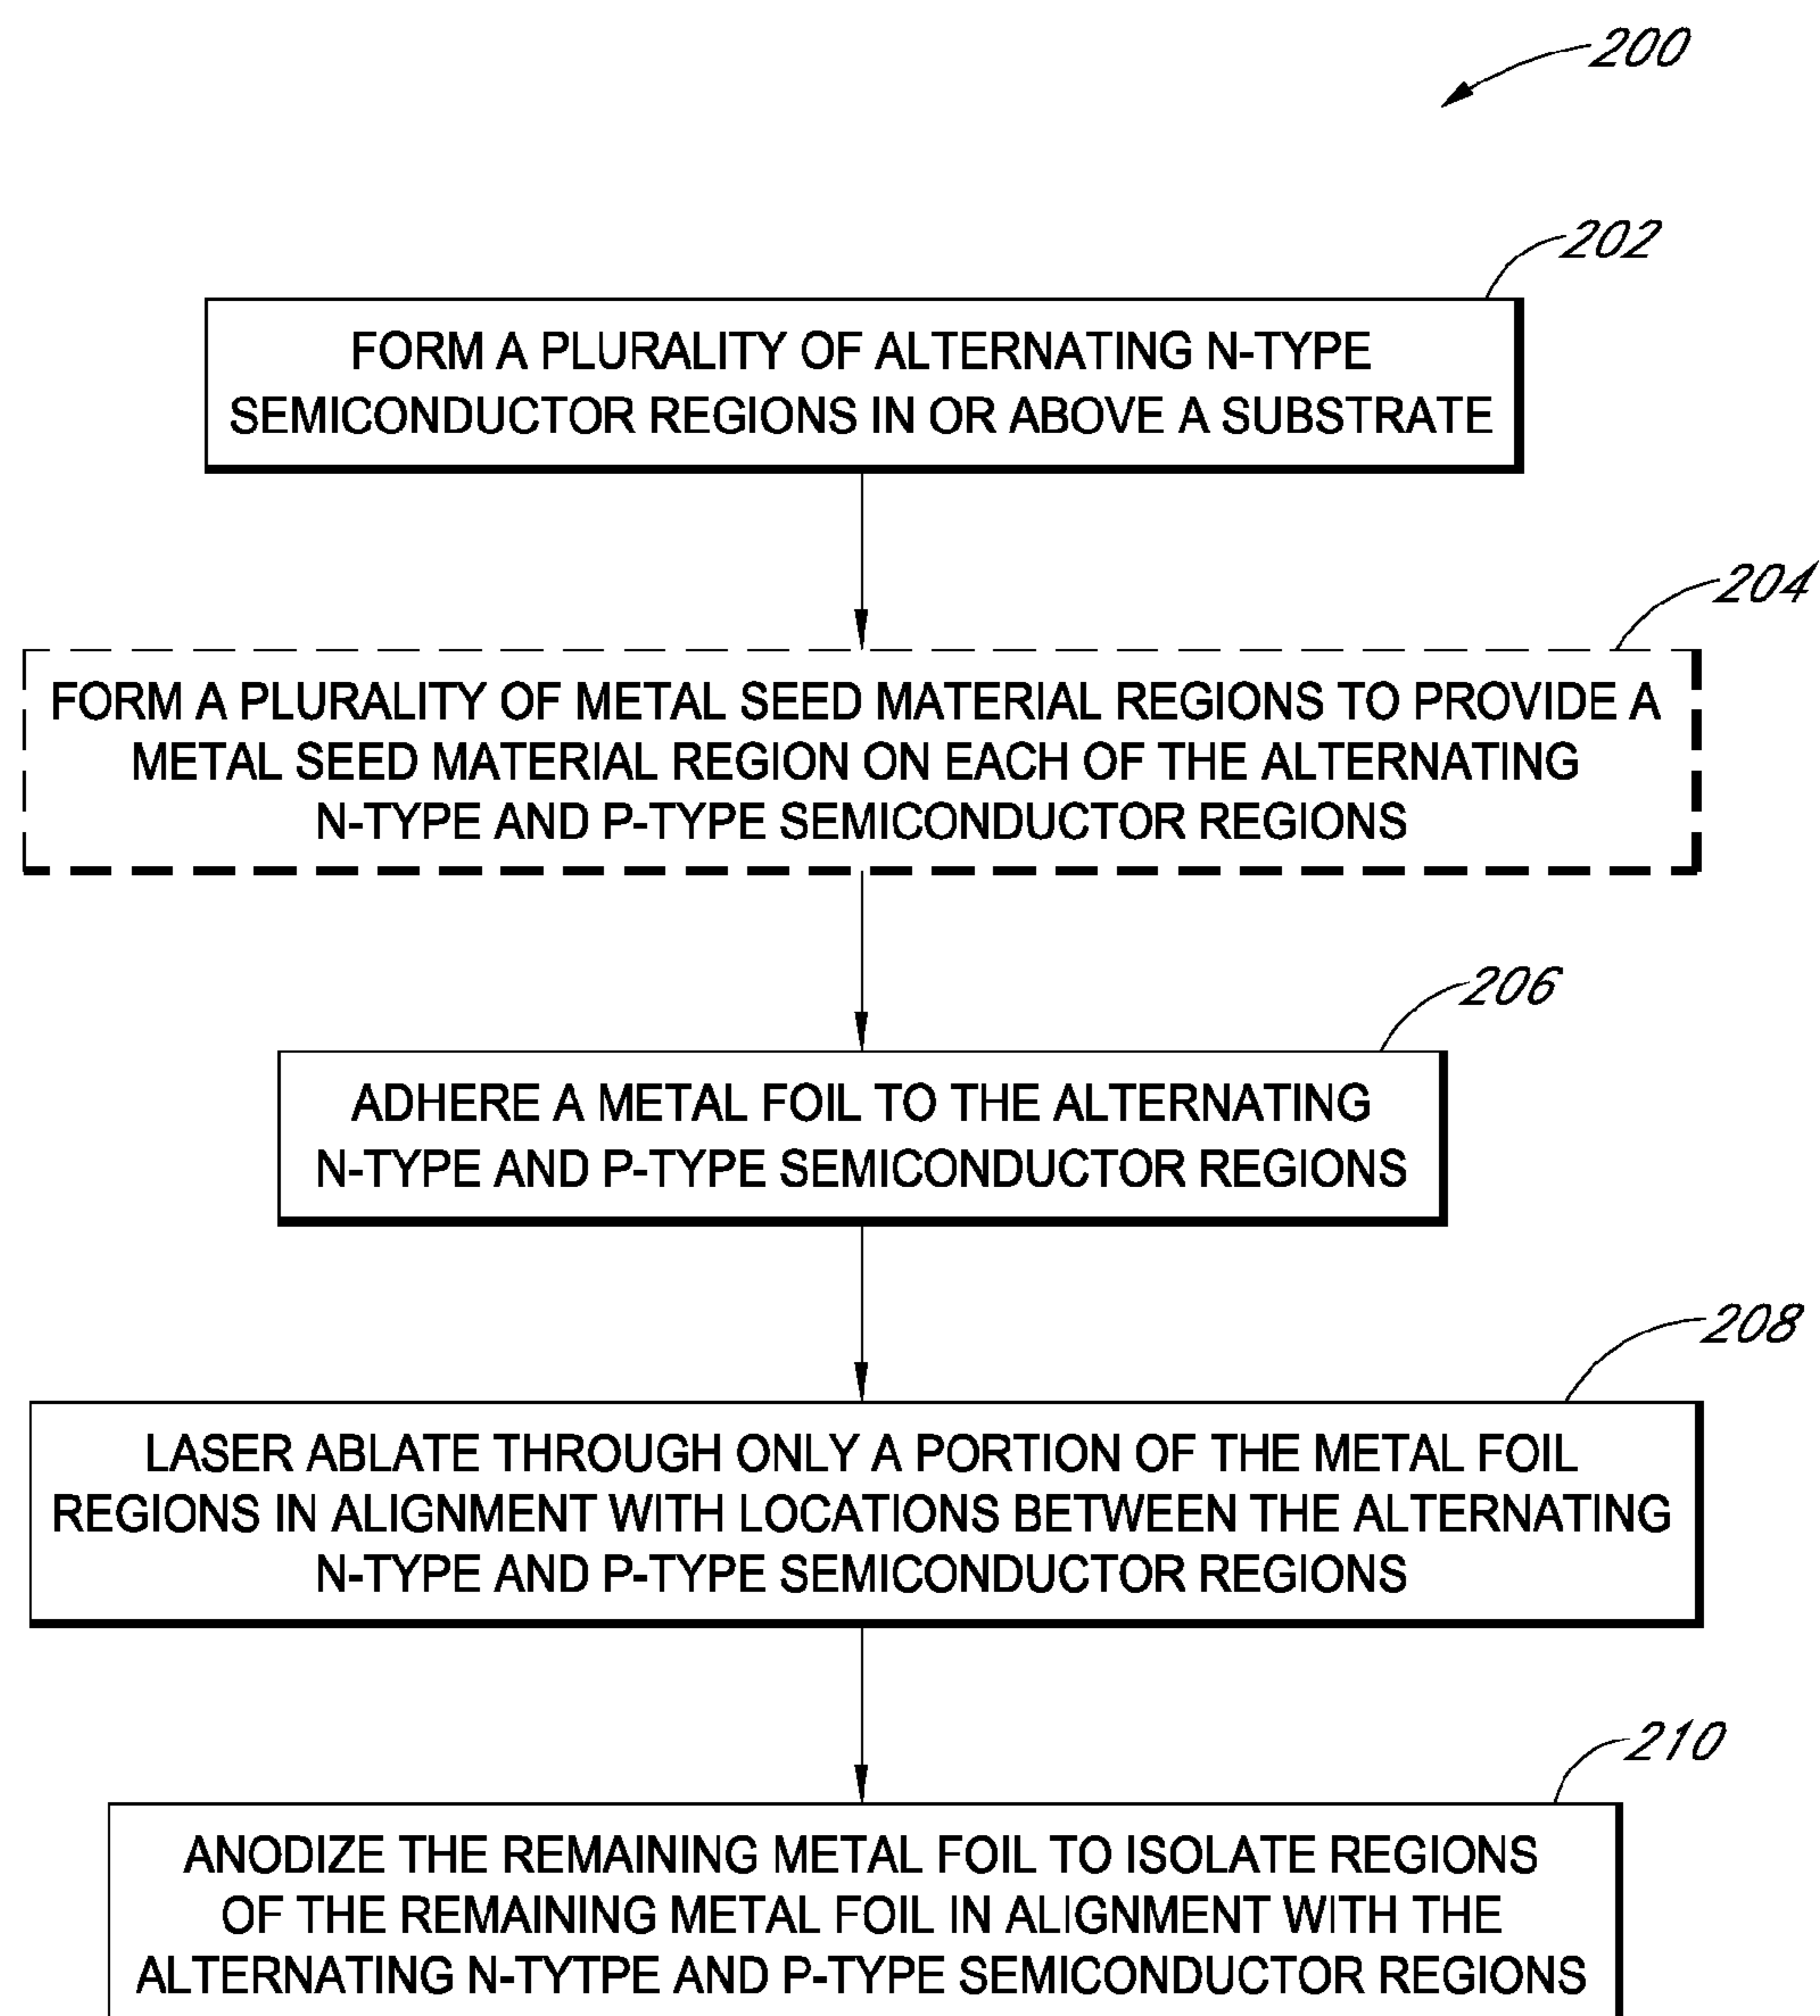 200
202
FORM A PLURALITY OF ALTERNATING N-TYPE
SEMICONDUCTOR REGIONS IN OR ABOVE A SUBSTRATE
204
FORM A PLURALITY OF METAL SEED MATERIAL REGIONS TO PROVIDE A
METAL SEED MATERIAL REGION ON EACH OF THE ALTERNATING
N-TYPE AND P-TYPE SEMICONDUCTOR REGIONS
206
ADHERE A METAL FOIL TO THE ALTERNATING
N-TYPE AND P-TYPE SEMICONDUCTOR REGIONS
208
LASER ABLATE THROUGH ONLY A PORTION OF THE METAL FOIL
REGIONS IN ALIGNMENT WITH LOCATIONS BETWEEN THE ALTERNATING
N-TYPE AND P-TYPE SEMICONDUCTOR REGIONS
210
ANODIZE THE REMAINING METAL FOIL TO ISOLATE REGIONS
OF THE REMAINING METAL FOIL IN ALIGNMENT WITH THE
ALTERNATING N-TYTPE AND P-TYPE SEMICONDUCTOR REGIONS